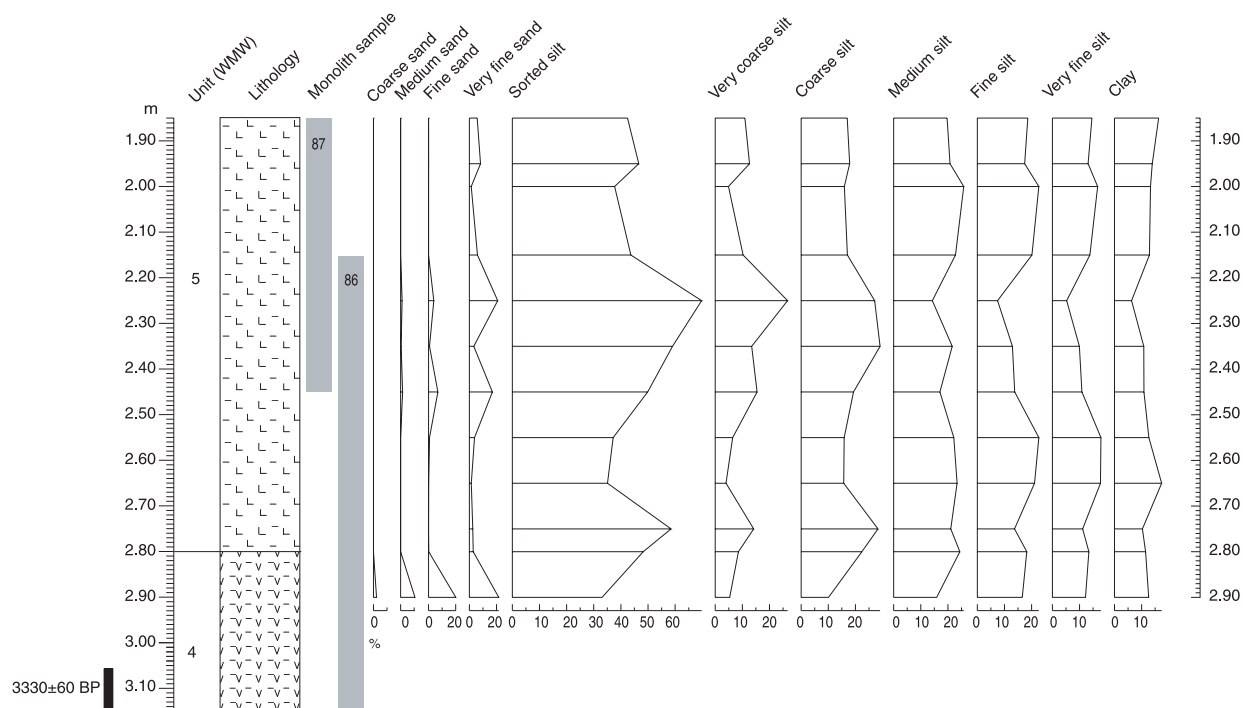 Unit (WMW)
Lithology
Monolith sample
Coarse sand
Medium sand
Fine sand
Very fine sand
Sorted silt
Very coarse silt
Coarse silt
Medium silt
Fine silt
Very fine silt
Clay
m
1.90 87 1.90
2.00 2.00
2.10 2.10
2.20 5 86 2.20
2.30 2.30
2.40 2.40
2.50 2.50
2.60 2.60
2.70 2.70
2.80 2.80
2.90 2.90
0 0 0 20 0 20 0 10 20 30 40 50 60 0 10 20 0 10 20 0 10 20 0 10 20 0 10 0 10
%
3.00 4
3.10
3330±60 BP